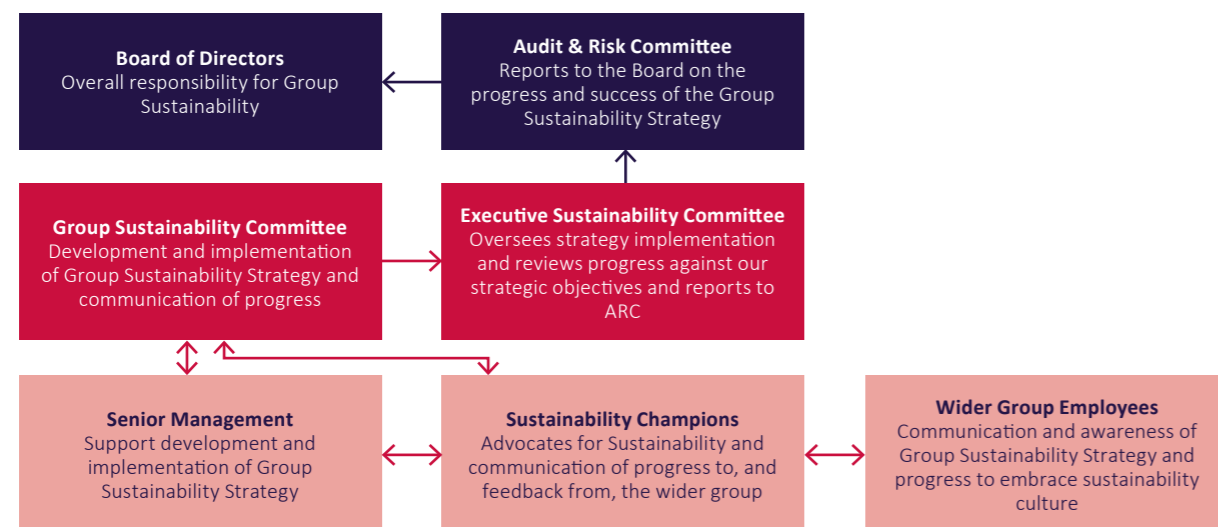 Board of Directors
Overall responsibility for Group
Sustainability
Audit & Risk Committee
Reports to the Board on the
progress and success of the Group
Sustainability Strategy
Group Sustainability Committee
Development and implementation
of Group Sustainability Strategy and
communication of progress
Executive Sustainability Committee
Oversees strategy implementation
and reviews progress against our
strategic objectives and reports to
ARC
Senior Management
Support development and
implementation of Group
Sustainability Strategy
Sustainability Champions
Advocates for Sustainability and
communication of progress to, and
feedback from, the wider group
Wider Group Employees
Communication and awareness of
Group Sustainability Strategy and
progress to embrace sustainability
culture